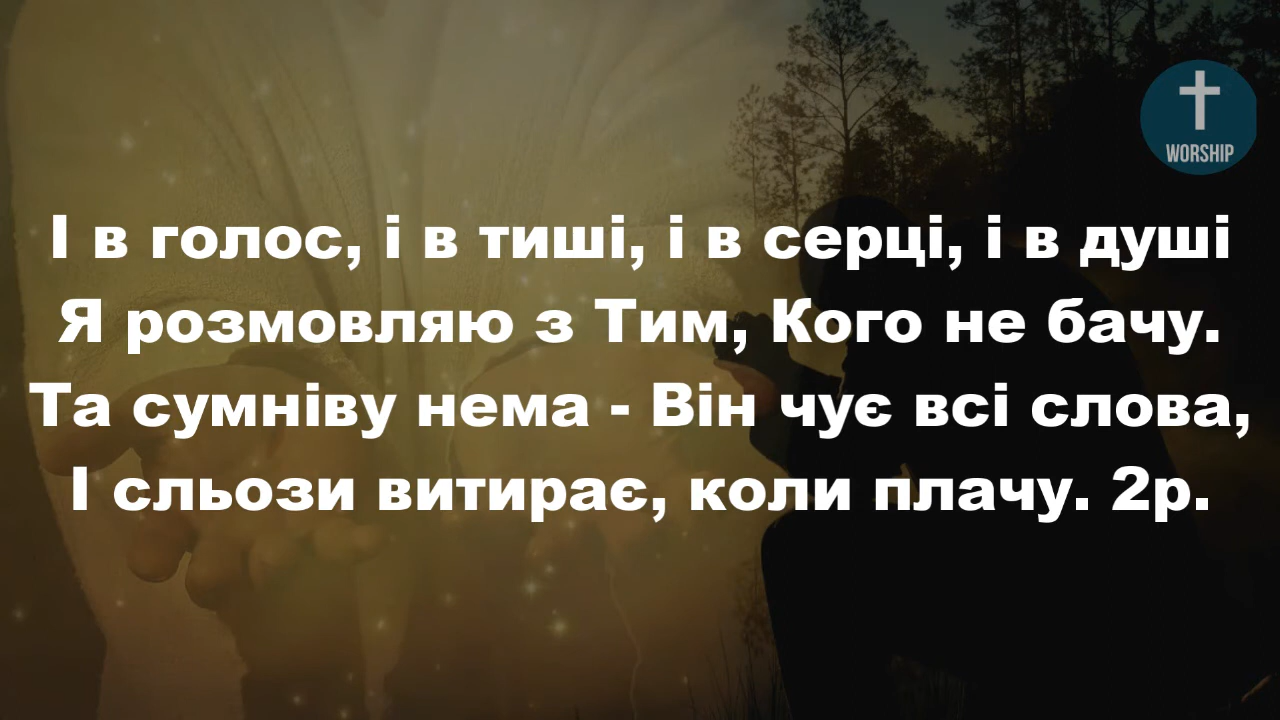 WORSHIP
І в голос, і в тиші, і в серці, і в душі
Я розмовляю з Тим, Кого не бачу.
Та сумніву нема - Він чує всі слова,
І сльози витирає, коли плачу. 2р.